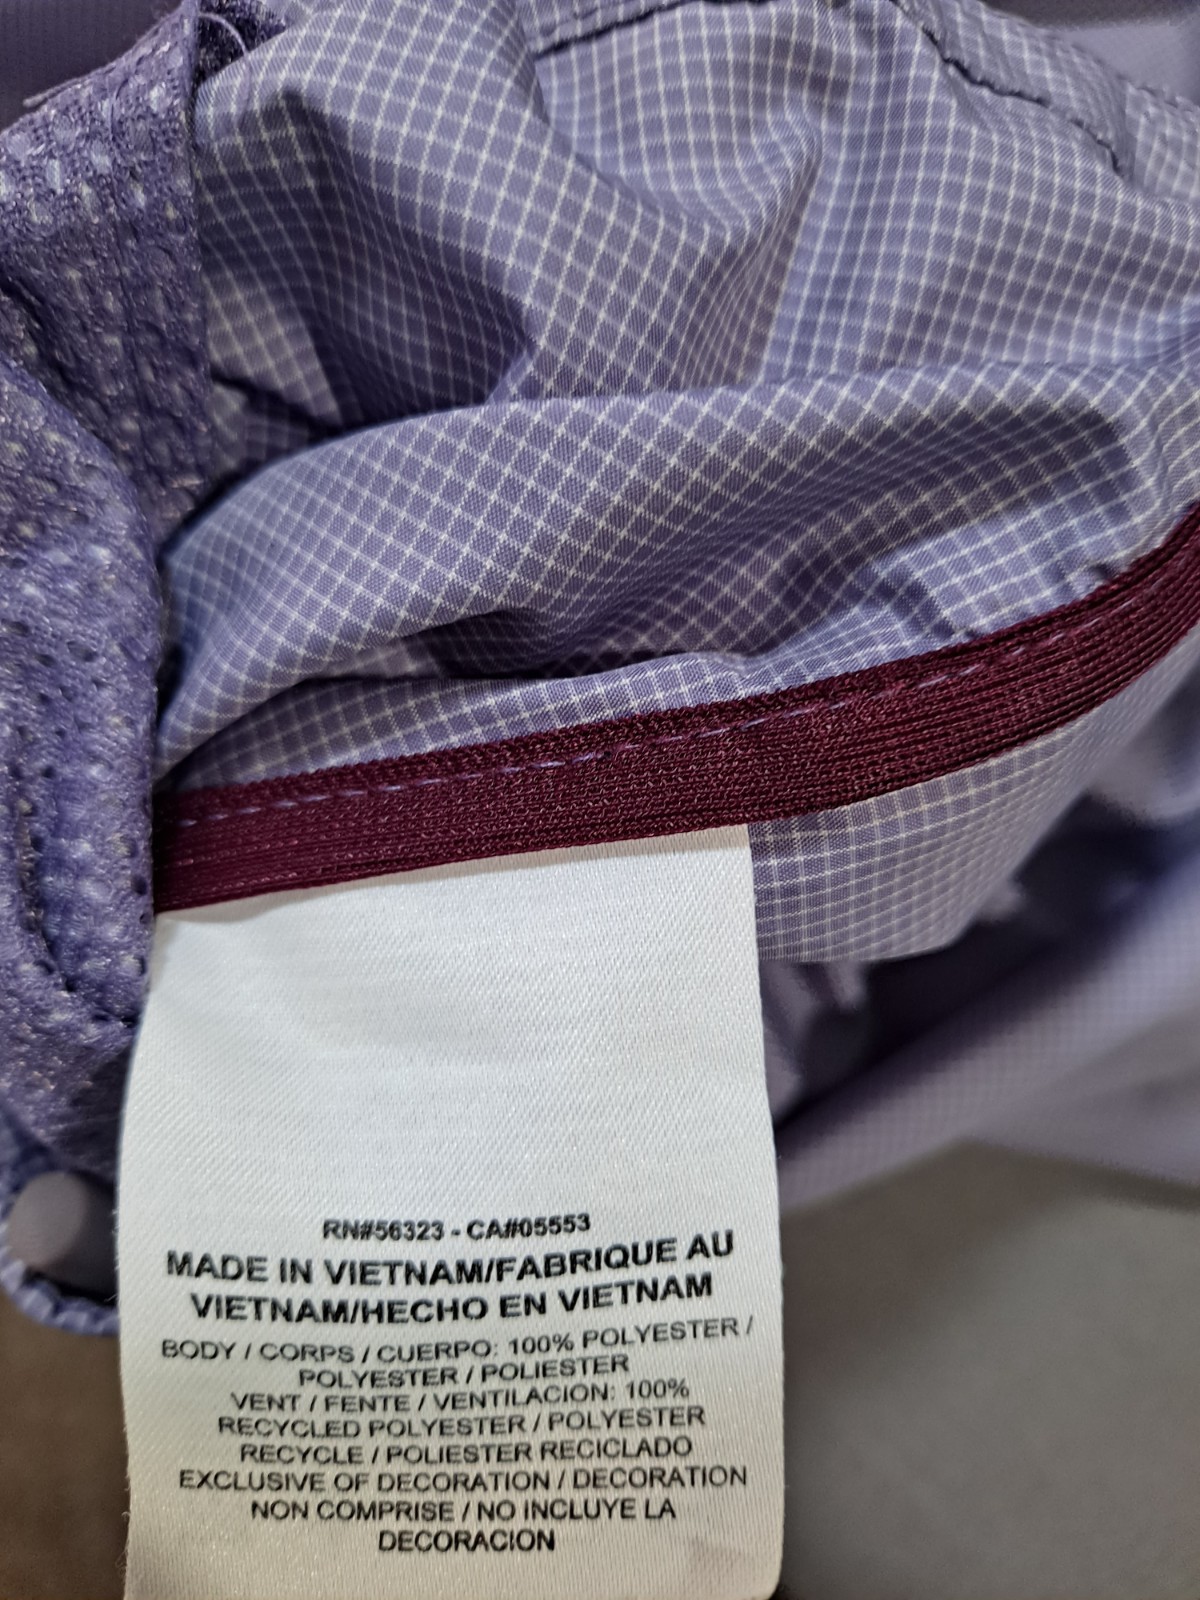 RN#56323 - CA#05553
MADE IN VIETNAM/FABRIQUE AU
VIETNAM/HECHO EN VIETNAM
BODY / CORPS / CUERPO: 100% POLYESTER /
POLYESTER / POLIESTER
VENT / FENTE / VENTILACION: 100%
RECYCLED POLYESTER / POLYESTER
RECYCLE / POLIESTER RECICLADO
EXCLUSIVE OF DECORATION / DECORATION
NON COMPRISE / NO INCLUYE LA
DECORACION